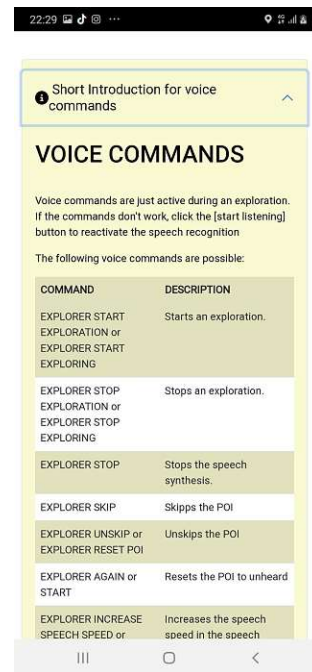 22:29
Short Introduction for voice
commands
VOICE COMMANDS
Voice commands are just active during an exploration.
If the commands don't work, click the [start listening]
button to reactivate the speech recognition
The following voice commands are possible:
COMMAND DESCRIPTION
EXPLORER START Starts an exploration.
EXPLORATION or
EXPLORER START
EXPLORING
EXPLORER STOP Stops an exploration.
EXPLORATION or
EXPLORER STOP
EXPLORING
EXPLORER STOP Stops the speech
synthesis.
EXPLORER SKIP Skipps the POI
EXPLORER UNSKIP or Unskips the POI
EXPLORER RESET POI
EXPLORER AGAIN or Resets the POI to unheard
START
EXPLORER INCREASE Increases the speech
SPEECH SPEED or speed in the speech